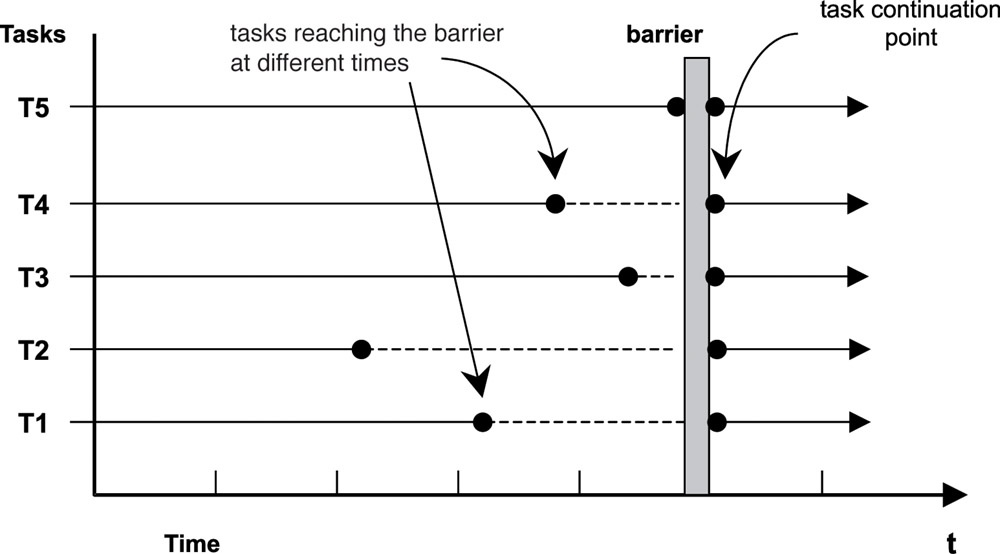 Tasks
tasks reaching the barrier
at different times
barrier
task continuation
point
T5
T4
T3
T2
T1
Time
t